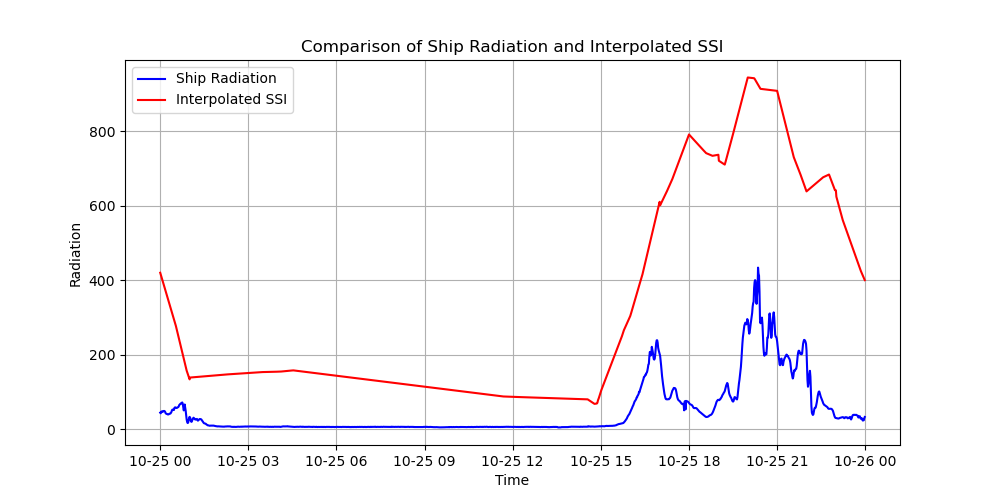 Comparison of Ship Radiation and Interpolated SSI
Ship Radiation
Interpolated SSI
Radiation
800
600
400
200
0
10-25 00
10-25 03
10-25 06
10-25 09
10-25 12
10-25 15
10-25 18
10-25 21
10-26 00
Time